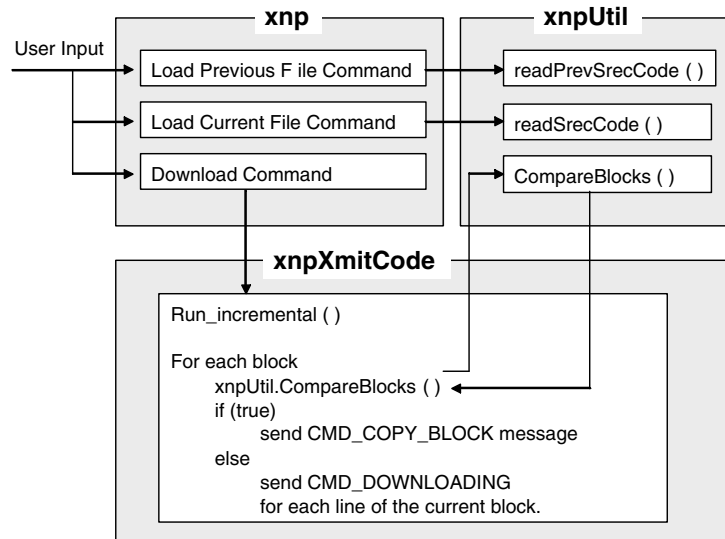 xnp
xnpUtil
User Input
Load Previous F ile Command
readPrevSrecCode ( )
Load Current File Command
readSrecCode ( )
Download Command
CompareBlocks ( )
xnpXmitCode
Run_incremental ( )
For each block
xnpUtil.CompareBlocks ( )
if (true)
send CMD_COPY_BLOCK message
else
send CMD_DOWNLOADING
for each line of the current block.